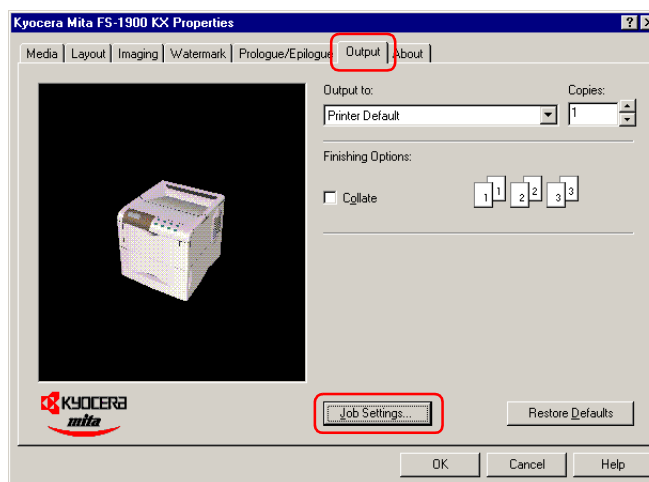 Kyocera Mita FS-1900 KX Properties
Media Layout Imaging Watermark Prologue/Epilogue Output About
Output to: Copies:
Printer Default 1
Finishing Options:
Collate 1 1 2 2 3 3
KYOCERA
mita
Job Settings... Restore Defaults
OK Cancel Help